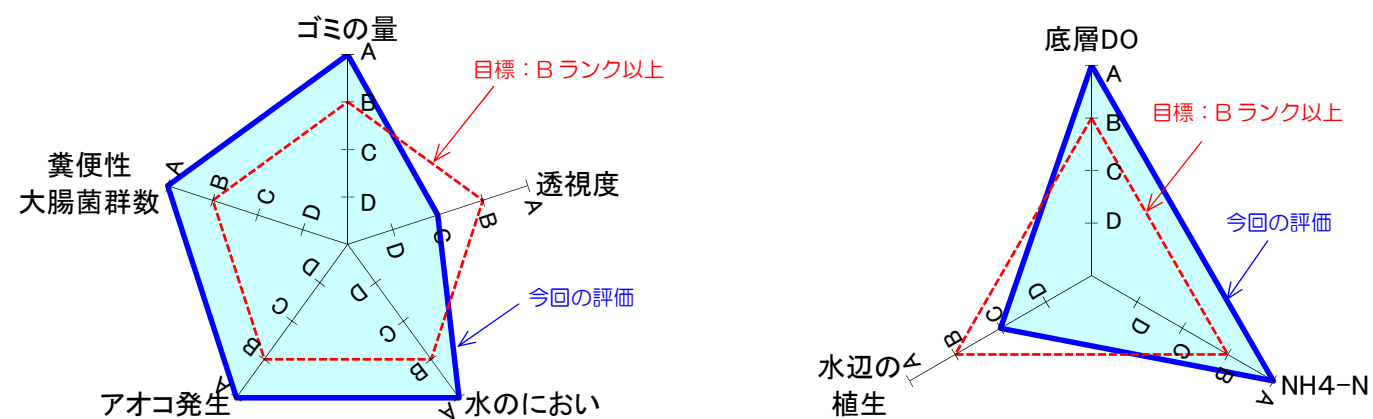 ゴミの量
A
B
C
D
目標：Bランク以上
透視度
A
B
C
D
水のにおい
A
B
C
D
アオコ発生
A
B
C
D
糞便性
大腸菌群数
A
B
C
D
今回の評価
底層DO
A
B
C
D
目標：Bランク以上
今回の評価
NH4-N
A
B
C
D
水辺の
植生
A
B
C
D